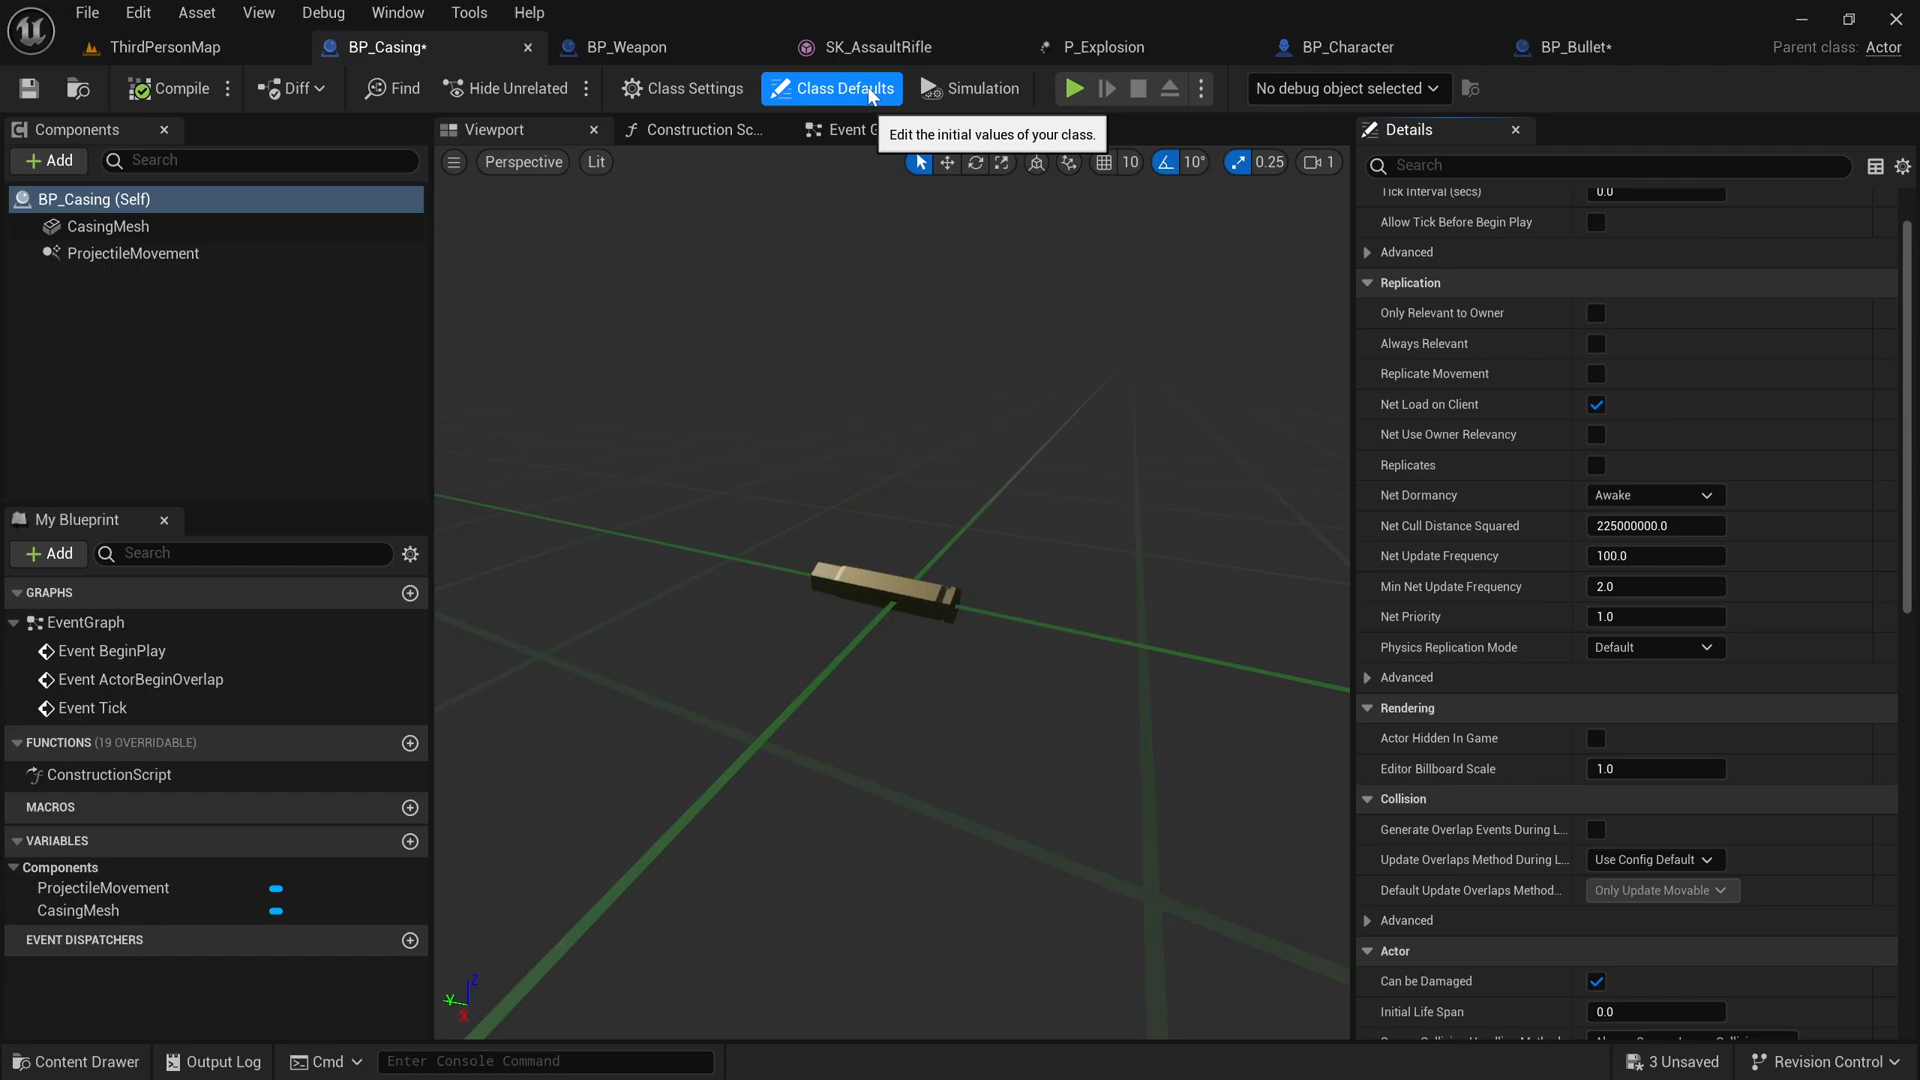 File Edit Asset View Debug Window Tools Help
ThirdPersonMap BP_Casing* BP_Weapon SK_AssaultRifle P_Explosion BP_Character BP_Bullet* Parent class: Actor
Compile Diff Find Hide Unrelated Class Settings Class Defaults Simulation No debug object selected
Components Viewport Construction Sc... Event G Details
Edit the initial values of your class.
Add Search Perspective Lit 10 10° 0.25 1 Search
BP_Casing (Self)
CasingMesh
ProjectileMovement
Tick Interval (secs) 0.0
Allow Tick Before Begin Play
Advanced
Replication
Only Relevant to Owner
Always Relevant
Replicate Movement
Net Load on Client
Net Use Owner Relevancy
Replicates
Net Dormancy Awake
Net Cull Distance Squared 225000000.0
Net Update Frequency 100.0
Min Net Update Frequency 2.0
Net Priority 1.0
Physics Replication Mode Default
Advanced
Rendering
Actor Hidden In Game
Editor Billboard Scale 1.0
Collision
Generate Overlap Events During L...
Update Overlaps Method During L... Use Config Default
Default Update Overlaps Method... Only Update Movable
Advanced
Actor
Can be Damaged
Initial Life Span 0.0
My Blueprint
Add Search
GRAPHS
EventGraph
Event BeginPlay
Event ActorBeginOverlap
Event Tick
FUNCTIONS (19 OVERRIDABLE)
ConstructionScript
MACROS
VARIABLES
Components
ProjectileMovement
CasingMesh
EVENT DISPATCHERS
Z
Y
X
Content Drawer Output Log Cmd Enter Console Command 3 Unsaved Revision Control